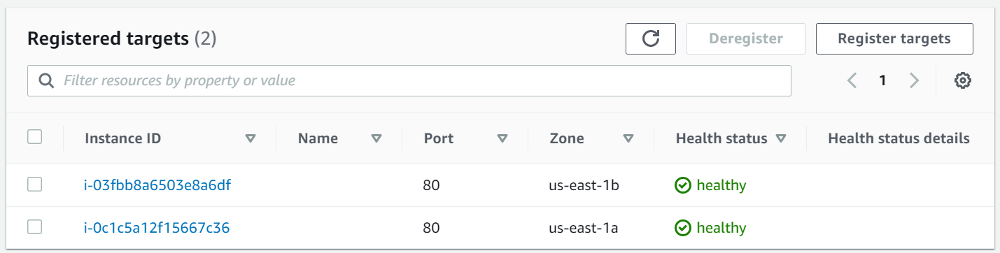 Registered targets (2)
Deregister
Register targets
Filter resources by property or value
1
Instance ID Name Port Zone Health status Health status details
i-03fbb8a6503e8a6df 80 us-east-1b healthy
i-0c1c5a12f15667c36 80 us-east-1a healthy